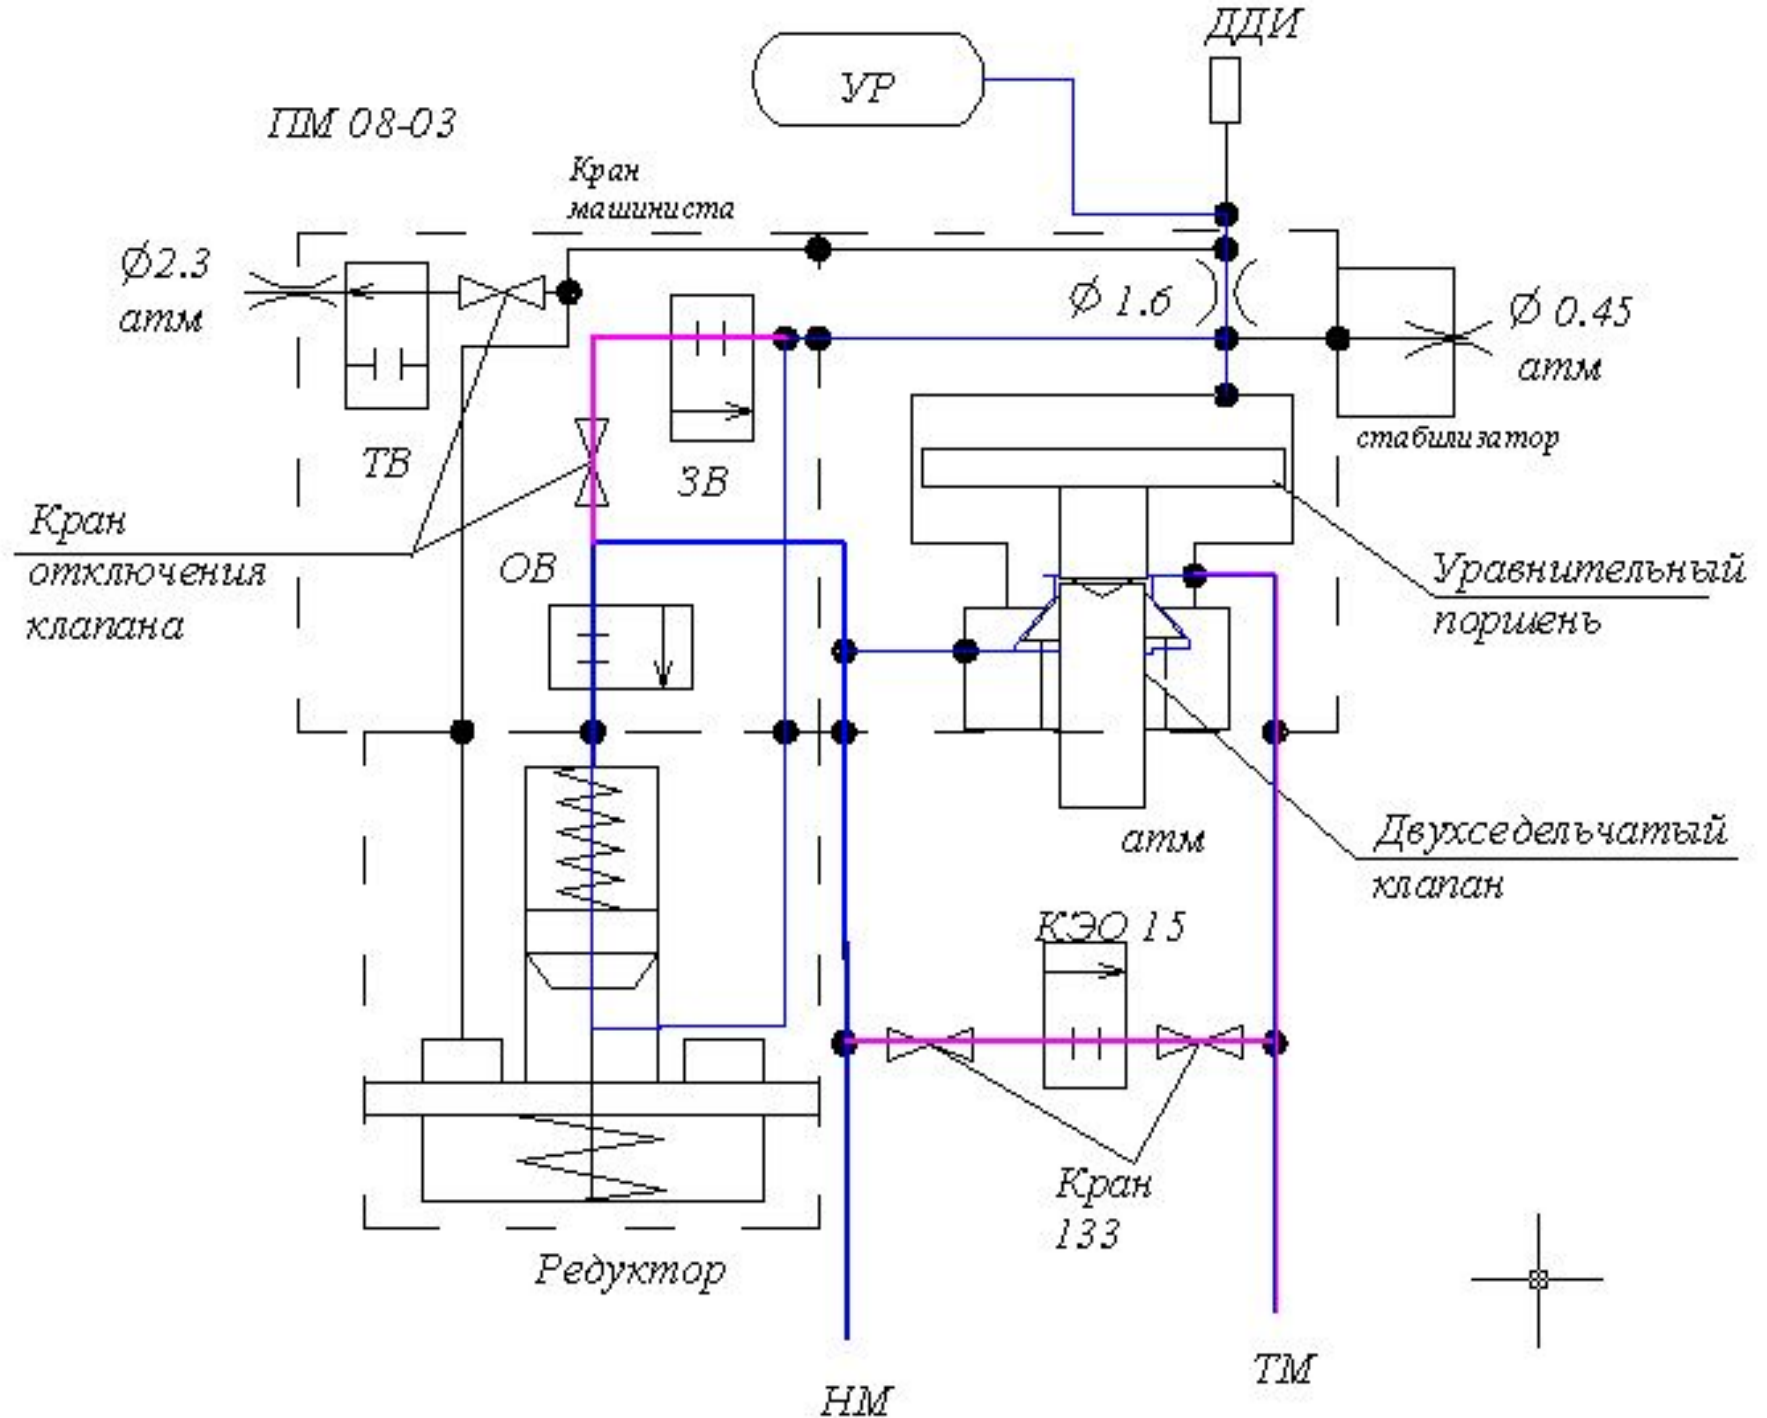 ДДИ
УР
ПМ 08-03
Кран
машиниста
Ø2.3
атм
Ø 1.6
Ø 0.45
атм
стабилизатор
ТВ
ЗВ
Кран
отключения
клапана
ОВ
Уравнительный
поршень
атм
Двухседельчатый
клапан
КЭО 15
Кран
133
Редуктор
НМ
ТМ